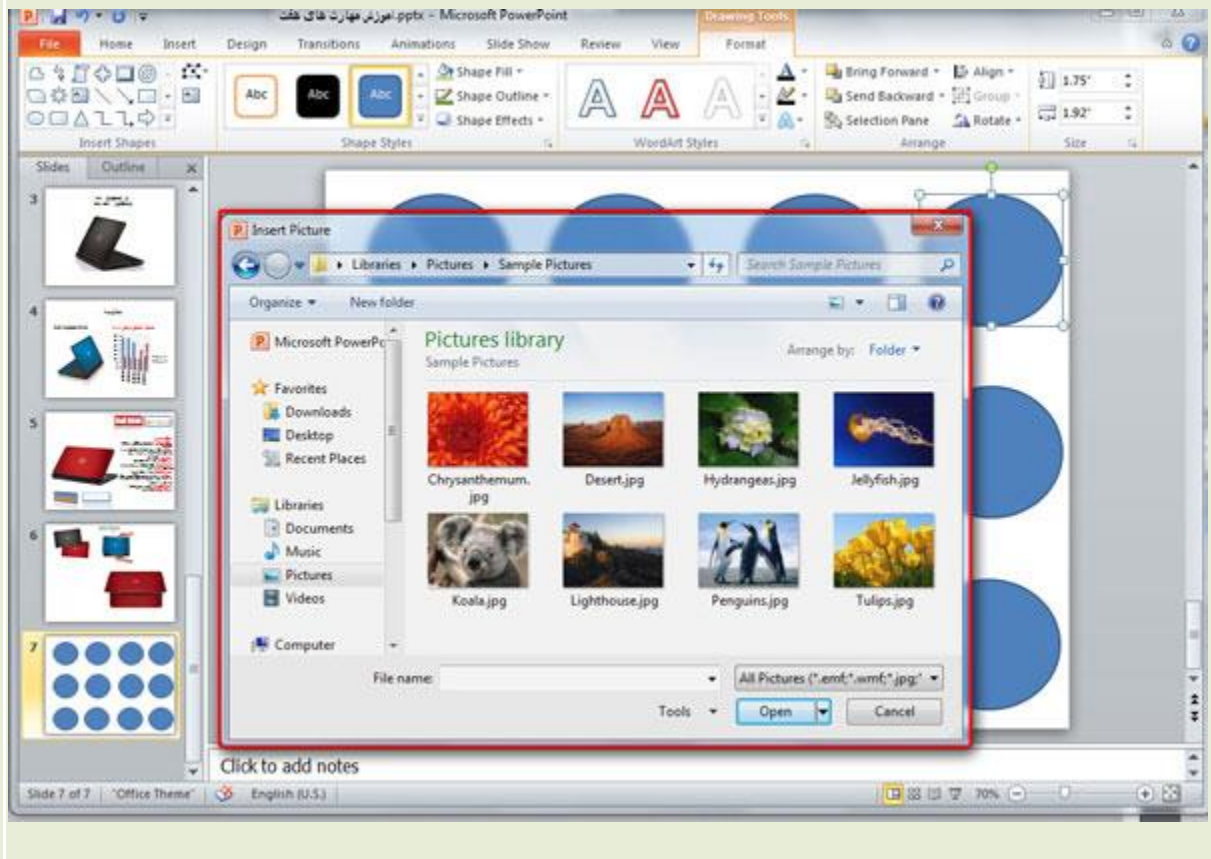 آموزش مهارت های هفت.pptx - Microsoft PowerPoint
Drawing Tools
File Home Insert Design Transitions Animations Slide Show Review View Format
Abc Abc Abc
Shape Fill
Shape Outline
Shape Effects
A A A
Bring Forward
Send Backward
Selection Pane
Align
Group
Rotate
1.75"
1.92"
Insert Shapes Shape Styles WordArt Styles Arrange Size
Slides Outline
3
4
5
6
7
Insert Picture
Libraries Pictures Sample Pictures
Search Sample Pictures
Organize New folder
Microsoft PowerPo
Favorites
Downloads
Desktop
Recent Places
Libraries
Documents
Music
Pictures
Videos
Computer
Pictures library
Sample Pictures
Arrange by: Folder
Chrysanthemum.
jpg
Desert.jpg
Hydrangeas.jpg
Jellyfish.jpg
Koala.jpg
Lighthouse.jpg
Penguins.jpg
Tulips.jpg
File name:
All Pictures (*.emf;*.wmf;*.jpg;*
Tools Open Cancel
Click to add notes
Slide 7 of 7 "Office Theme" English (U.S.) 70%